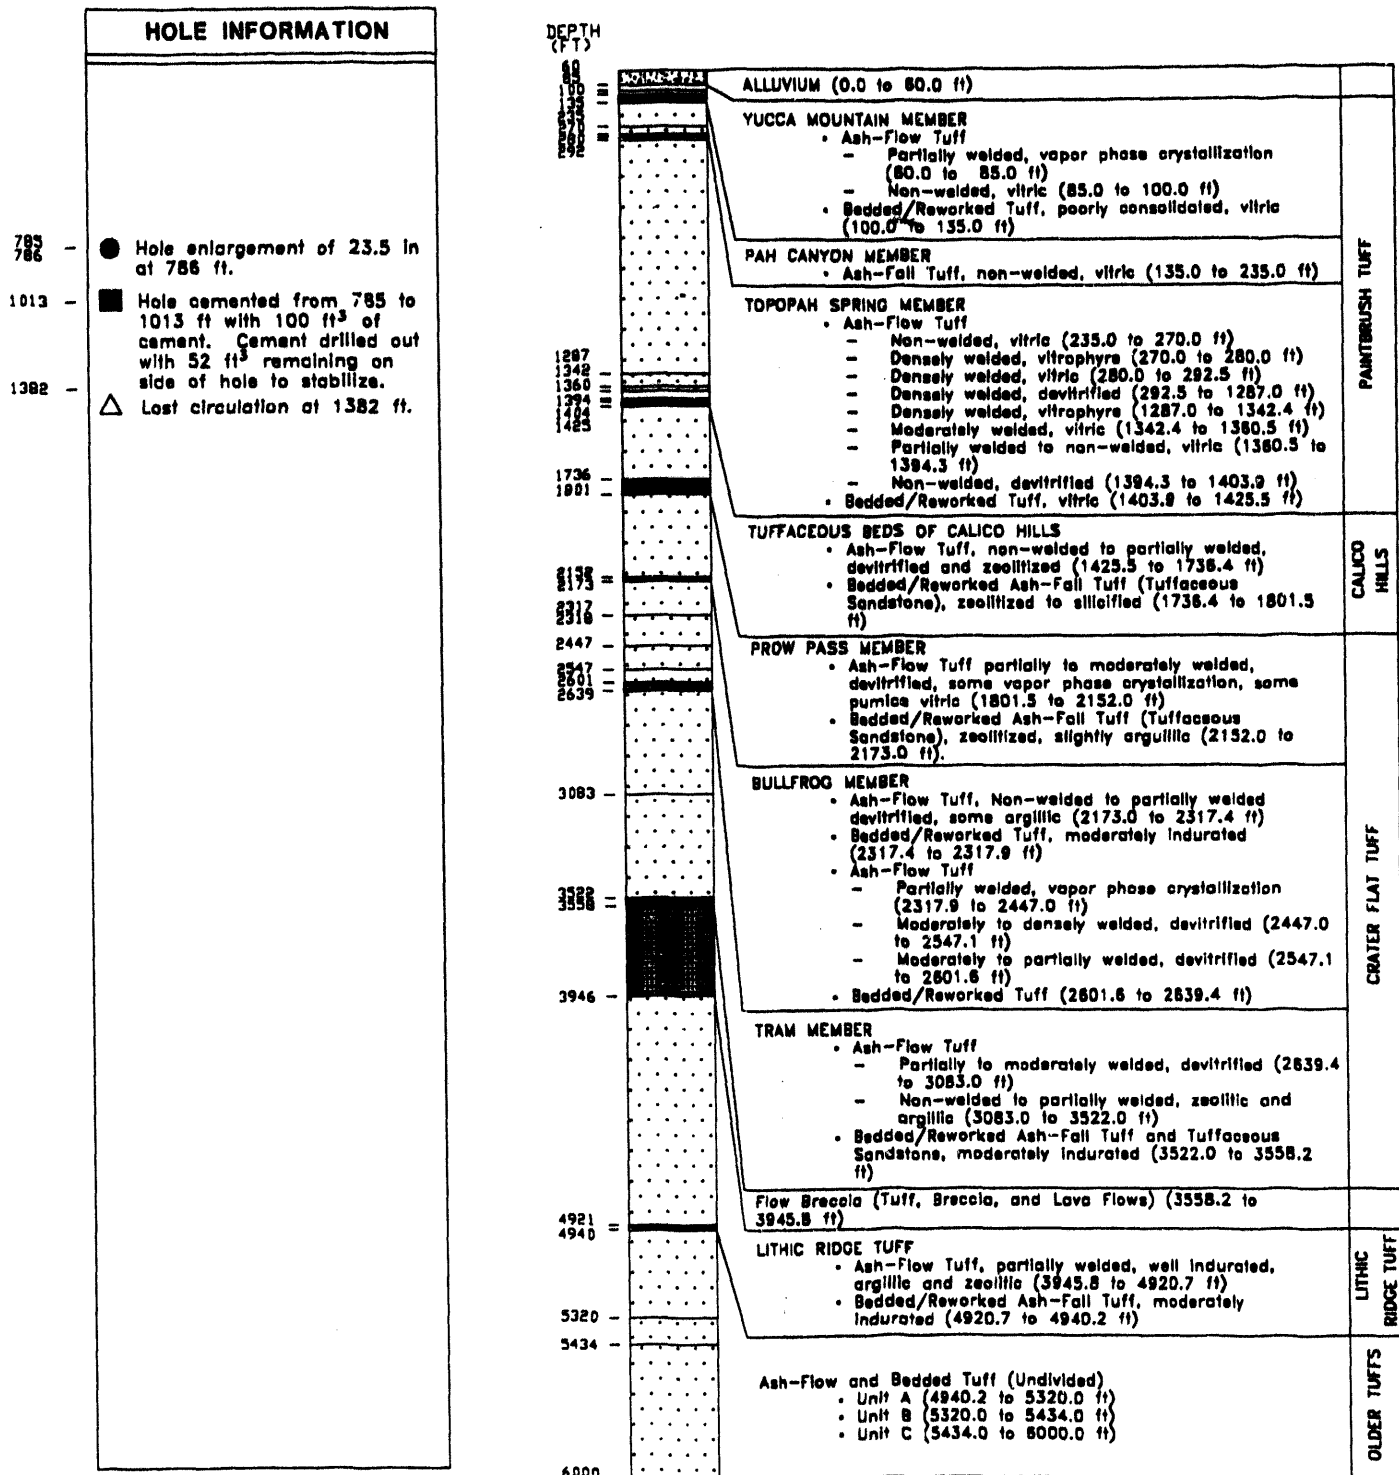 HOLE INFORMATION
785
786
1013
1382
Hole enlargement of 23.5 in
at 786 ft.
Hole cemented from 785 to
1013 ft with 100 ft³ of
cement. Cement drilled out
with 52 ft³ remaining on
side of hole to stabilize.
Lost circulation at 1382 ft.
DEPTH
(FT)
60
100
292
1287
1342
1360
1394
1404
1425
1736
1801
2152
2173
2317
2318
2447
2547
2601
2639
3083
3522
3558
3946
4921
4940
5320
5434
6000
ALLUVIUM (0.0 to 60.0 ft)
YUCCA MOUNTAIN MEMBER
• Ash-Flow Tuff
– Partially welded, vapor phase crystallization
(60.0 to 85.0 ft)
– Non-welded, vitric (85.0 to 100.0 ft)
• Bedded/Reworked Tuff, poorly consolidated, vitric
(100.0 to 135.0 ft)
PAH CANYON MEMBER
• Ash-Fall Tuff, non-welded, vitric (135.0 to 235.0 ft)
TOPOPAH SPRING MEMBER
• Ash-Flow Tuff
– Non-welded, vitric (235.0 to 270.0 ft)
– Densely welded, vitrophyre (270.0 to 280.0 ft)
– Densely welded, vitric (280.0 to 292.5 ft)
– Densely welded, devitrified (292.5 to 1287.0 ft)
– Densely welded, vitrophyre (1287.0 to 1342.4 ft)
– Moderately welded, vitric (1342.4 to 1360.5 ft)
– Partially welded to non-welded, vitric (1360.5 to
1394.3 ft)
– Non-welded, devitrified (1394.3 to 1403.9 ft)
• Bedded/Reworked Tuff, vitric (1403.9 to 1425.5 ft)
PAINTBRUSH TUFF
TUFFACEOUS BEDS OF CALICO HILLS
• Ash-Flow Tuff, non-welded to partially welded,
devitrified and zeolitized (1425.5 to 1736.4 ft)
• Bedded/Reworked Ash-Fall Tuff (Tuffaceous
Sandstone), zeolitized to silicified (1736.4 to 1801.5
ft)
CALICO
HILLS
PROW PASS MEMBER
• Ash-Flow Tuff partially to moderately welded,
devitrified, some vapor phase crystallization, some
pumice vitric (1801.5 to 2152.0 ft)
• Bedded/Reworked Ash-Fall Tuff (Tuffaceous
Sandstone), zeolitized, slightly arguillic (2152.0 to
2173.0 ft).
BULLFROG MEMBER
• Ash-Flow Tuff, Non-welded to partially welded
devitrified, some argillic (2173.0 to 2317.4 ft)
• Bedded/Reworked Tuff, moderately indurated
(2317.4 to 2317.9 ft)
• Ash-Flow Tuff
– Partially welded, vapor phase crystallization
(2317.9 to 2447.0 ft)
– Moderately to densely welded, devitrified (2447.0
to 2547.1 ft)
– Moderately to partially welded, devitrified (2547.1
to 2601.6 ft)
• Bedded/Reworked Tuff (2601.6 to 2639.4 ft)
TRAM MEMBER
• Ash-Flow Tuff
– Partially to moderately welded, devitrified (2639.4
to 3083.0 ft)
– Non-welded to partially welded, zeolitic and
argillic (3083.0 to 3522.0 ft)
• Bedded/Reworked Ash-Fall Tuff and Tuffaceous
Sandstone, moderately indurated (3522.0 to 3558.2
ft)
CRATER FLAT TUFF
Flow Breccia (Tuff, Breccia, and Lava Flows) (3558.2 to
3945.8 ft)
LITHIC RIDGE TUFF
• Ash-Flow Tuff, partially welded, well indurated,
argillic and zeolitic (3945.8 to 4920.7 ft)
• Bedded/Reworked Ash-Fall Tuff, moderately
indurated (4920.7 to 4940.2 ft)
LITHIC
RIDGE TUFF
Ash-Flow and Bedded Tuff (Undivided)
• Unit A (4940.2 to 5320.0 ft)
• Unit B (5320.0 to 5434.0 ft)
• Unit C (5434.0 to 6000.0 ft)
OLDER TUFFS